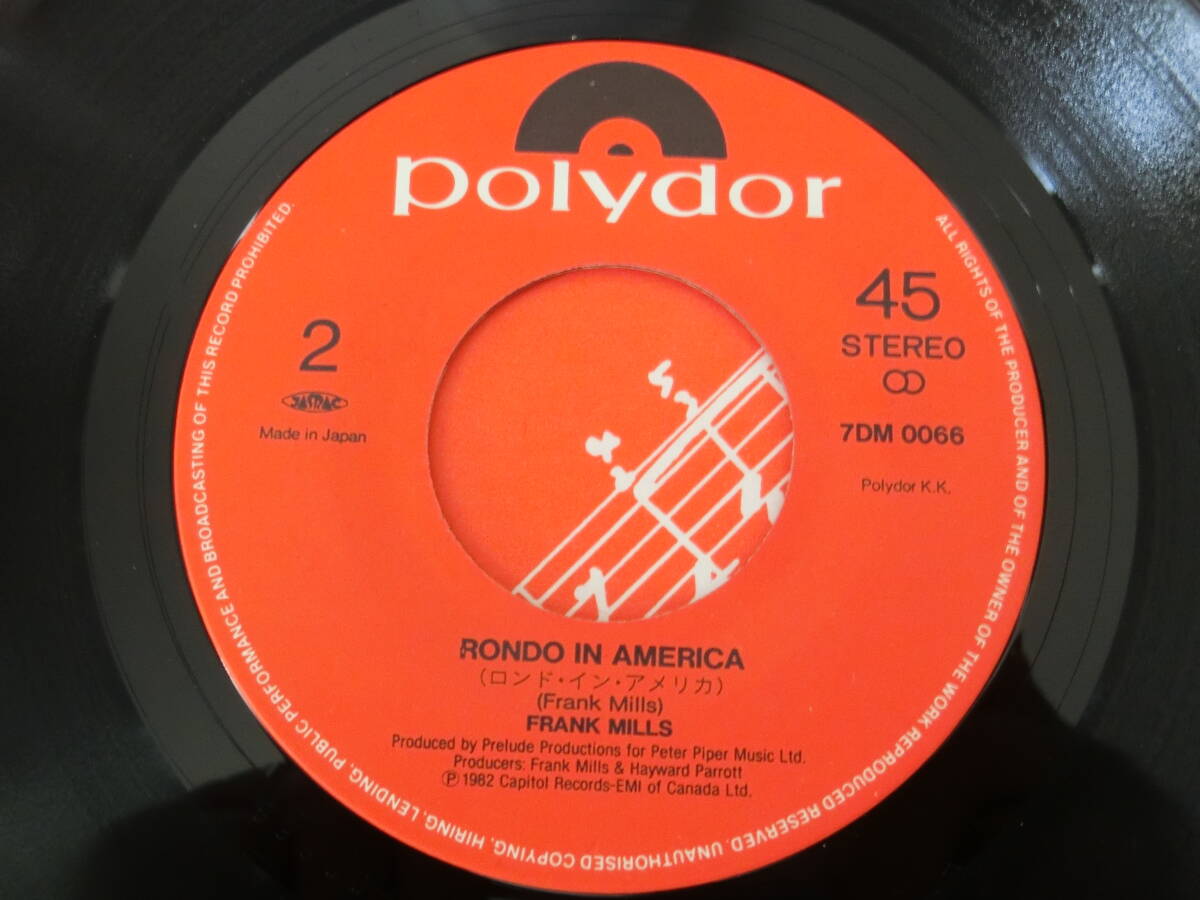 polydor
2
JASRAC
Made in Japan
45
STEREO
7DM 0066
Polydor K.K.
RONDO IN AMERICA
(ロンド・イン・アメリカ)
(Frank Mills)
FRANK MILLS
Produced by Prelude Productions for Peter Piper Music Ltd.
Producers: Frank Mills & Hayward Parrott
Ⓟ 1982 Capitol Records-EMI of Canada Ltd.
ALL RIGHTS OF THE PRODUCER AND OF THE OWNER OF THE WORK REPRODUCED RESERVED. UNAUTHORISED COPYING, HIRING, LENDING, PUBLIC PERFORMANCE AND BROADCASTING OF THIS RECORD PROHIBITED.